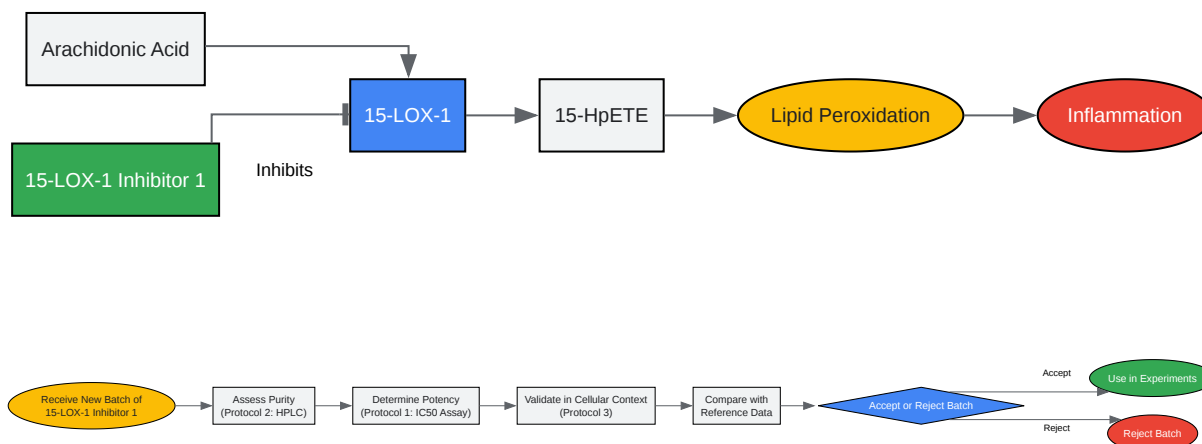 Arachidonic Acid
15-LOX-1
15-HpETE
Lipid Peroxidation
Inflammation
15-LOX-1 Inhibitor 1
Inhibits
Receive New Batch of
15-LOX-1 Inhibitor 1
Assess Purity
(Protocol 2: HPLC)
Determine Potency
(Protocol 1: IC50 Assay)
Validate in Cellular Context
(Protocol 3)
Compare with
Reference Data
Accept or Reject Batch
Accept
Use in Experiments
Reject
Reject Batch